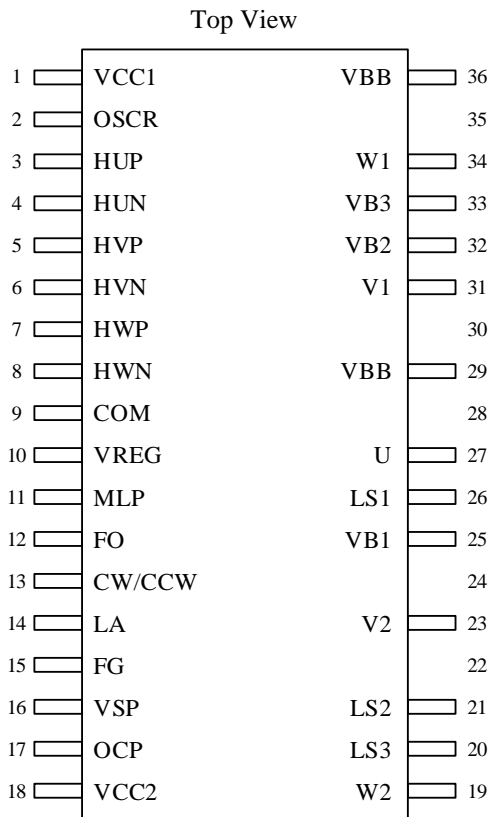 Top View
1 VCC1 VBB 36
2 OSCR 35
3 HUP W1 34
4 HUN VB3 33
5 HVP VB2 32
6 HVN V1 31
7 HWP 30
8 HWN VBB 29
9 COM 28
10 VREG U 27
11 MLP LS1 26
12 FO VB1 25
13 CW/CCW 24
14 LA V2 23
15 FG 22
16 VSP LS2 21
17 OCP LS3 20
18 VCC2 W2 19